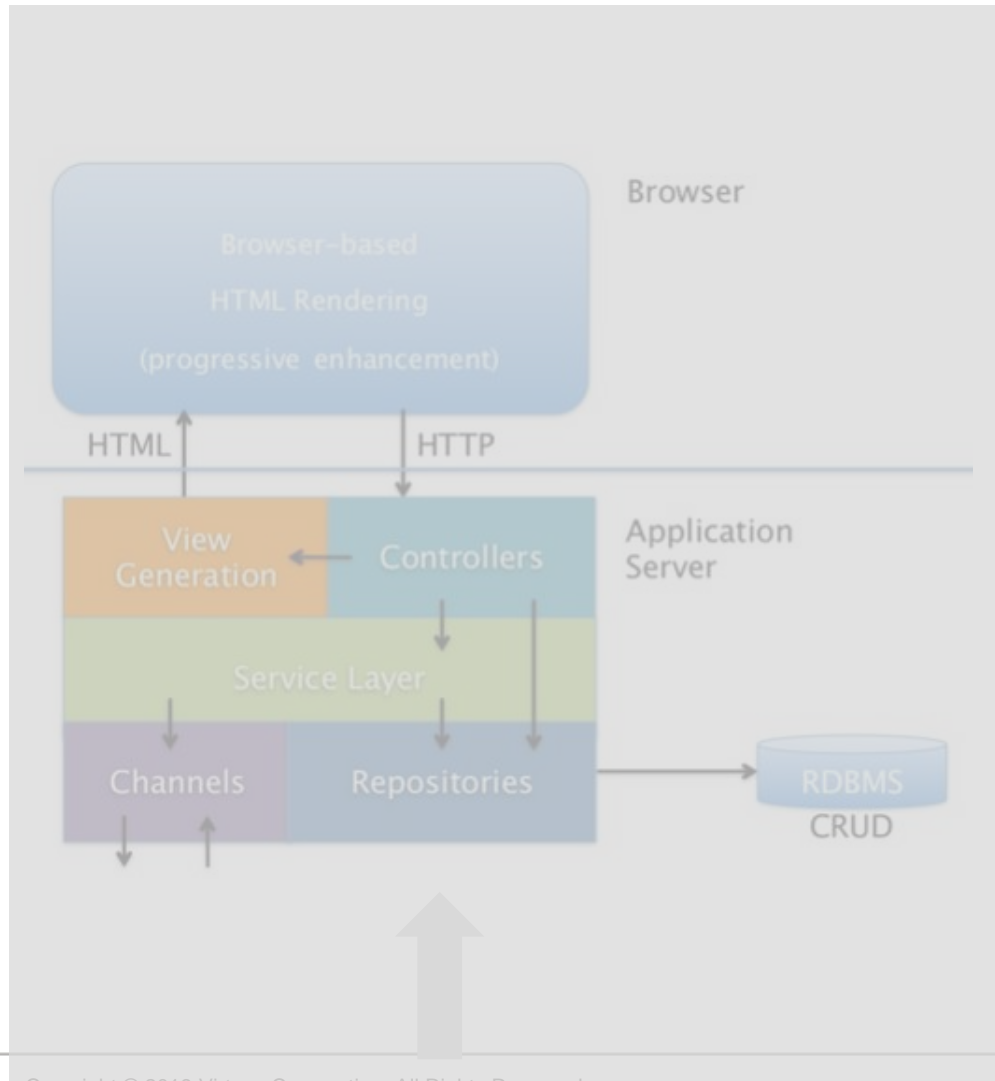 Browser
Browser-based
HTML Rendering
(progressive enhancement)
HTML
HTTP
Application
Server
View
Generation
Controllers
Service Layer
Channels
Repositories
RDBMS
CRUD